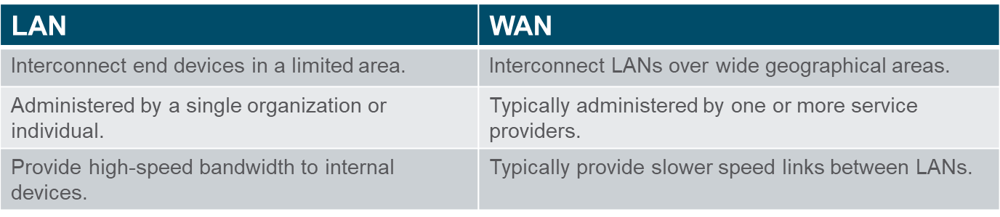 LAN
WAN
Interconnect end devices in a limited area.
Interconnect LANs over wide geographical areas.
Administered by a single organization or
individual.
Typically administered by one or more service
providers.
Provide high-speed bandwidth to internal
devices.
Typically provide slower speed links between LANs.